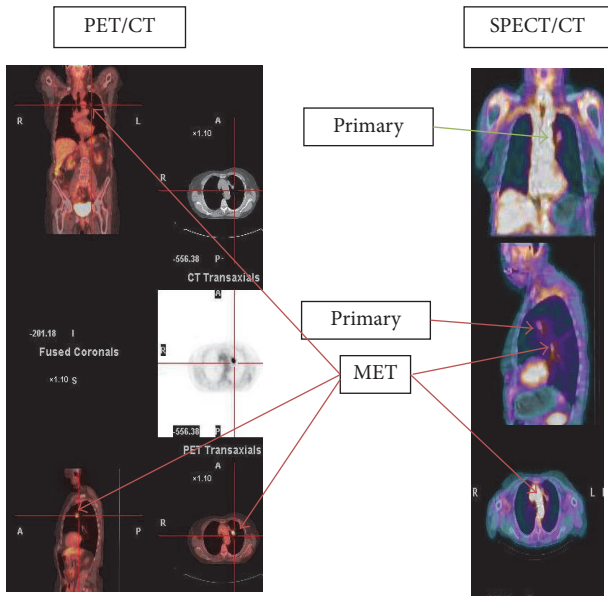 PET/CT
SPECT/CT
R
L
A
×1.10
R
-556.38 P-
CT Transaxials
A
Primary
-201.18 I
Fused Coronals
×1.10 S
R
-556.38 P
PET Transaxials
Primary
MET
A
×1.10
R
A
P
R
L